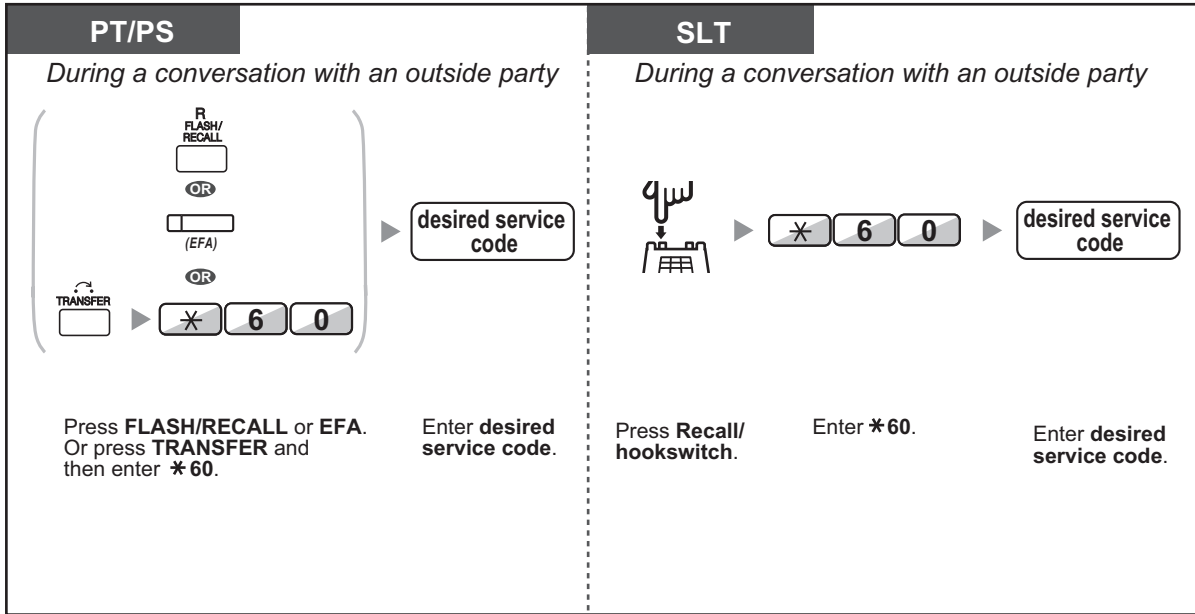 PT/PS
During a conversation with an outside party
R
FLASH/
RECALL
OR
(EFA)
OR
TRANSFER
* 6 0
desired service
code
Press FLASH/RECALL or EFA.
Or press TRANSFER and
then enter *60.
Enter desired
service code.
SLT
During a conversation with an outside party
* 6 0
desired service
code
Press Recall/
hookswitch.
Enter *60.
Enter desired
service code.